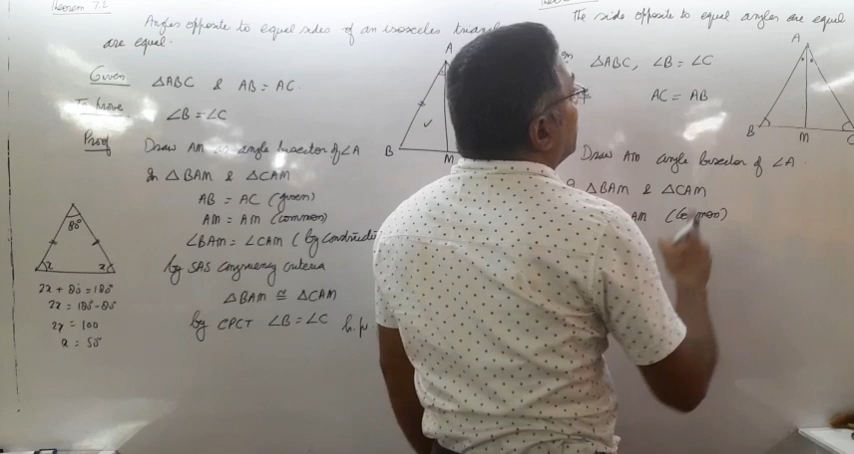 Theorem 7.2
Angles opposite to equal sides of an isosceles
are equal.
Given ΔABC & AB = AC.
To prove ∠B = ∠C
Proof Draw AM angle bisector of ∠A
In ΔBAM & ΔCAM
AB = AC (given)
AM = AM (common)
∠BAM = ∠CAM (by
by SAS congruency criteria
ΔBAM ≅ ΔCAM
by CPCT ∠B = ∠C h.p
A
B
M
80°
x x
2x + 80 = 180°
2x = 180° - 80°
2x = 100
x = 50°
The side opposite to equal angles are equal
ΔABC, ∠B = ∠C
AC = AB
Draw AM angle bisector of ∠A.
ΔBAM & ΔCAM
AM (common)
A
B
M
C